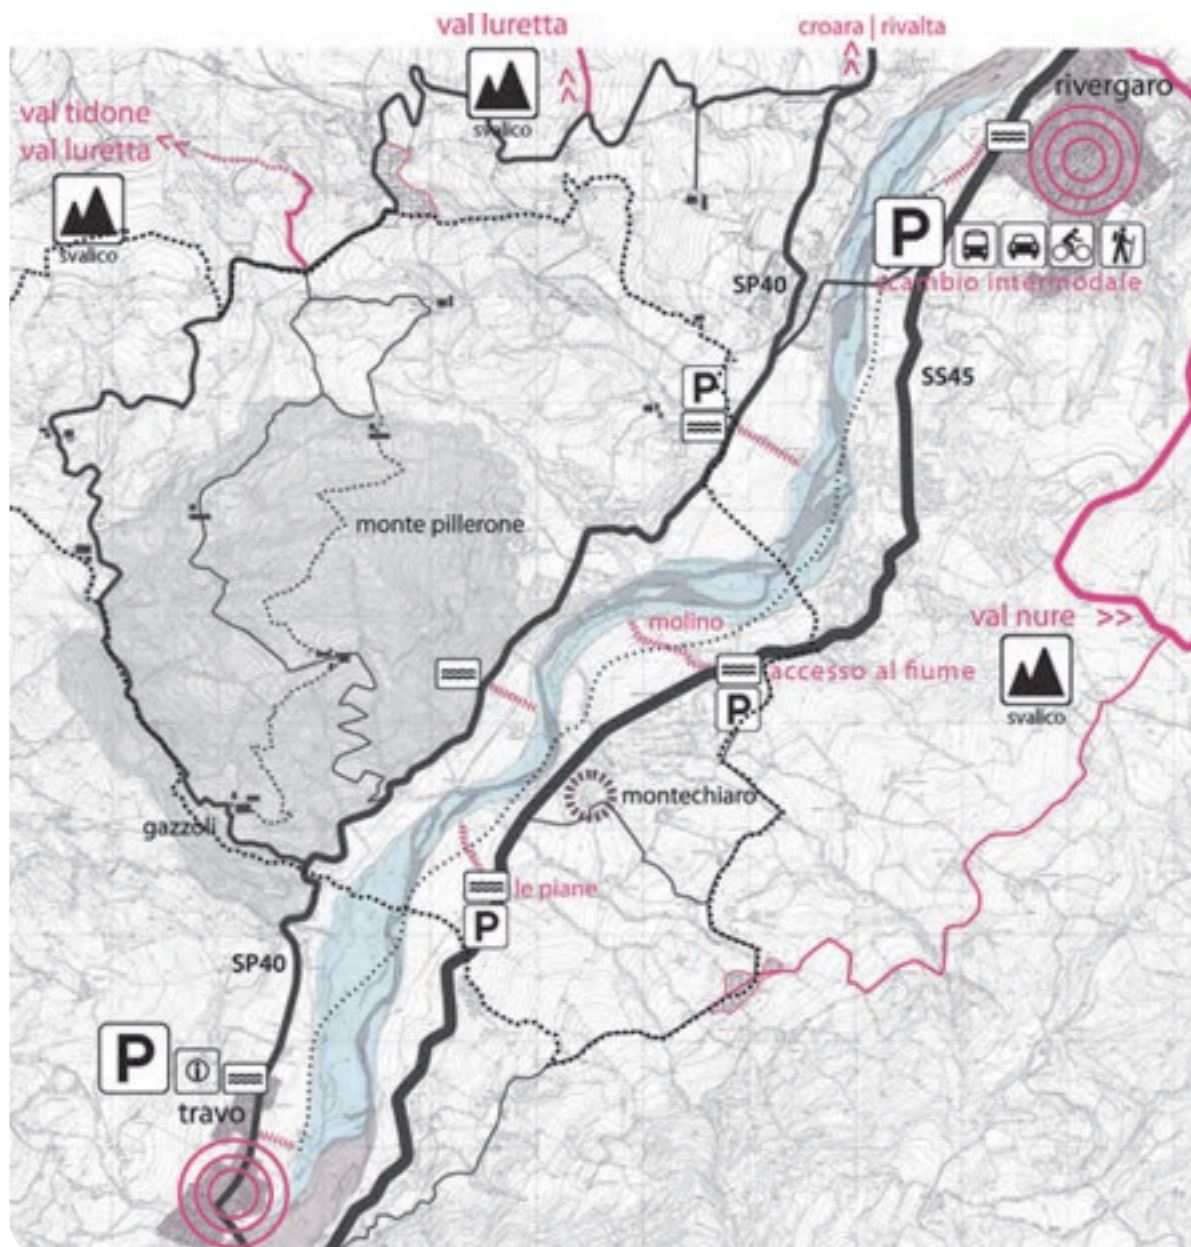 val luretta
croara | rivalta
rivergaro
val tidone
val luretta
<<
svalico
svalico
P
scambio intermodale
SP40
SS45
P
monte pillerone
molino
val nure >>
accesso al fiume
P
svalico
montechiaro
gazzoli
le piane
P
SP40
P
i
travo